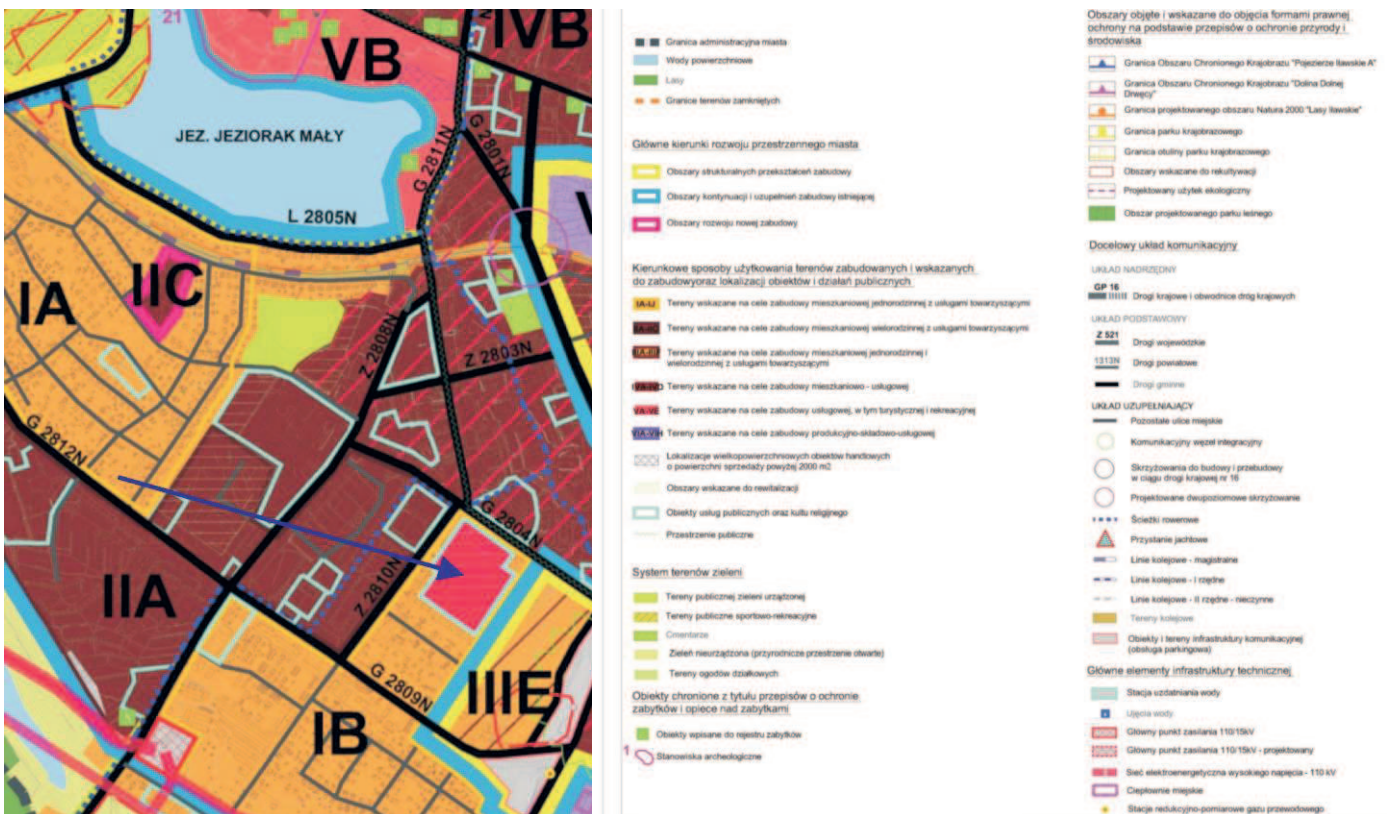 21
IVB
VB
JEZ. JEZIORAK MAŁY
G 2811N
G 2801N
L 2805N
IIC
IA
Z 2808N
Z 2803N
G 2812N
G 2804N
Z 2810N
IIA
G 2809N
IIIE
IB
Granica administracyjna miasta
Wody powierzchniowe
Lasy
Granice terenów zamkniętych
Główne kierunki rozwoju przestrzennego miasta
Obszary strukturalnych przekształceń zabudowy
Obszary kontynuacji i uzupełnień zabudowy istniejącej
Obszary rozwoju nowej zabudowy
Kierunkowe sposoby użytkowania terenów zabudowanych i wskazanych
do zabudowyoraz lokalizacji obiektów i działań publicznych
IA-IJ Tereny wskazane na cele zabudowy mieszkaniowej jednorodzinnej z usługami towarzyszącymi
Tereny wskazane na cele zabudowy mieszkaniowej wielorodzinnej z usługami towarzyszącymi
Tereny wskazane na cele zabudowy mieszkaniowej jednorodzinnej i
wielorodzinnej z usługami towarzyszącymi
IVA-IVD Tereny wskazane na cele zabudowy mieszkaniowo - usługowej
VA-VE Tereny wskazane na cele zabudowy usługowej, w tym turystycznej i rekreacyjnej
VIA-VIH Tereny wskazane na cele zabudowy produkcyjno-składowo-usługowej
Lokalizacje wielkopowierzchniowych obiektów handlowych
o powierzchni sprzedaży powyżej 2000 m2
Obszary wskazane do rewitalizacji
Obiekty usług publicznych oraz kultu religijnego
Przestrzenie publiczne
System terenów zieleni
Tereny publicznej zieleni urządzonej
Tereny publiczne sportowo-rekreacyjne
Cmentarze
Zieleń nieurządzona (przyrodnicze przestrzenie otwarte)
Tereny ogodów działkowych
Obiekty chronione z tytułu przepisów o ochronie
zabytków i opiece nad zabytkami
Obiekty wpisane do rejestru zabytków
1 Stanowiska archeologiczne
Obszary objęte i wskazane do objęcia formami prawnej
ochrony na podstawie przepisów o ochronie przyrody i
środowiska
Granica Obszaru Chronionego Krajobrazu "Pojezierze Iławskie A"
Granica Obszaru Chronionego Krajobrazu "Dolina Dolnej
Drwęcy"
Granica projektowanego obszaru Natura 2000 "Lasy Iławskie"
Granica parku krajobrazowego
Granica otuliny parku krajobrazowego
Obszary wskazane do rekultywacji
Projektowany użytek ekologiczny
Obszar projektowanego parku leśnego
Docelowy układ komunikacyjny
UKŁAD NADRZĘDNY
GP 16
Drogi krajowe i obwodnice dróg krajowych
UKŁAD PODSTAWOWY
Z 521
Drogi wojewódzkie
1313N
Drogi powiatowe
Drogi gminne
UKŁAD UZUPEŁNIAJĄCY
Pozostałe ulice miejskie
Komunikacyjny węzeł integracyjny
Skrzyżowania do budowy i przebudowy
w ciągu drogi krajowej nr 16
Projektowane dwupoziomowe skrzyżowanie
Ścieżki rowerowe
Przystanie jachtowe
Linie kolejowe - magistralne
Linie kolejowe - I rzędne
Linie kolejowe - II rzędne - nieczynne
Tereny kolejowe
Obiekty i tereny infrastruktury komunikacyjnej
(obsługa parkingowa)
Główne elementy infrastruktury technicznej
Stacja uzdatniania wody
Ujęcia wody
Główny punkt zasilania 110/15kV
Główny punkt zasilania 110/15kV - projektowany
Sieć elektroenergetyczna wysokiego napięcia - 110 kV
Ciepłownie miejskie
Stacje redukcyjno-pomiarowe gazu przewodowego